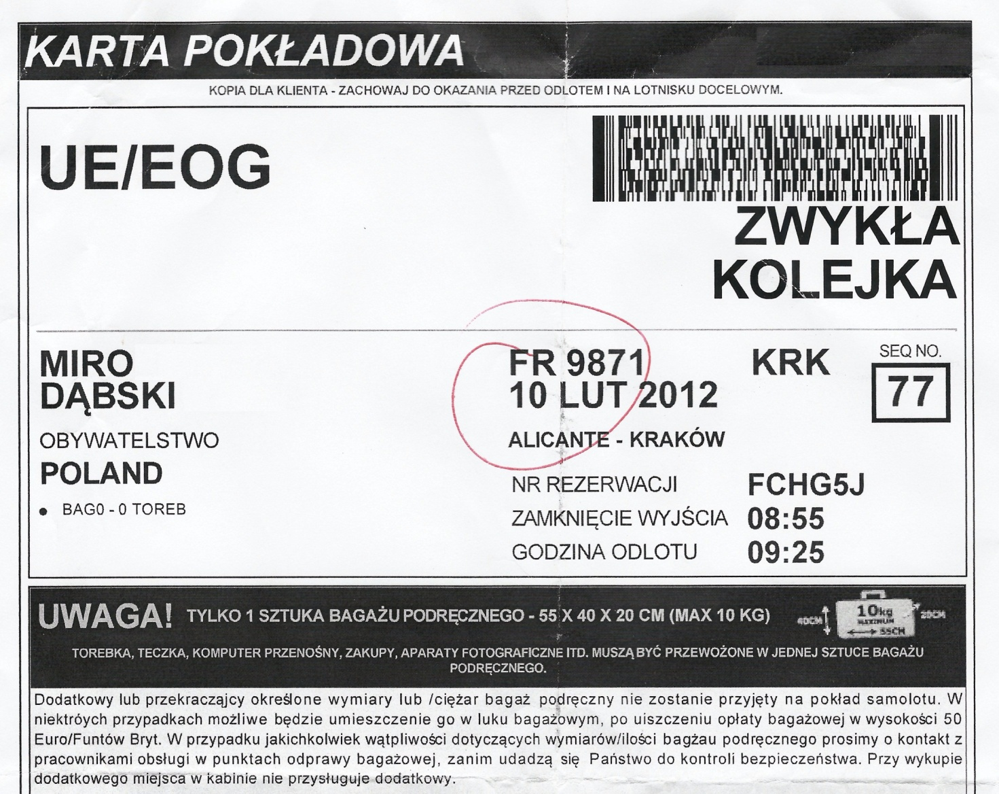 KARTA POKŁADOWA
KOPIA DLA KLIENTA - ZACHOWAJ DO OKAZANIA PRZED ODLOTEM I NA LOTNISKU DOCELOWYM.
UE/EOG
ZWYKŁA
KOLEJKA
MIRO
DĄBSKI
OBYWATELSTWO
POLAND
• BAG0 - 0 TOREB
FR 9871 KRK
10 LUT 2012
ALICANTE - KRAKÓW
SEQ NO.
77
NR REZERWACJI FCHG5J
ZAMKNIĘCIE WYJŚCIA 08:55
GODZINA ODLOTU 09:25
UWAGA! TYLKO 1 SZTUKA BAGAŻU PODRĘCZNEGO - 55 X 40 X 20 CM (MAX 10 KG)
40CM
10kg
MAXIMUM
55CM
20CM
TOREBKA, TECZKA, KOMPUTER PRZENOŚNY, ZAKUPY, APARATY FOTOGRAFICZNE ITD. MUSZĄ BYĆ PRZEWOŻONE W JEDNEJ SZTUCE BAGAŻU
PODRĘCZNEGO.
Dodatkowy lub przekraczajcy określone wymiary lub /ciężar bagaż podręczny nie zostanie przyjęty na pokład samolotu. W
niektróych przypadkach możliwe będzie umieszczenie go w luku bagażowym, po uiszczeniu opłaty bagażowej w wysokości 50
Euro/Funtów Bryt. W przypadku jakichkolwiek wątpliwości dotyczących wymiarów/ilości bagżau podręcznego prosimy o kontakt z
pracownikami obsługi w punktach odprawy bagażowej, zanim udadzą się Państwo do kontroli bezpieczeństwa. Przy wykupie
dodatkowego miejsca w kabinie nie przysługuje dodatkowy.